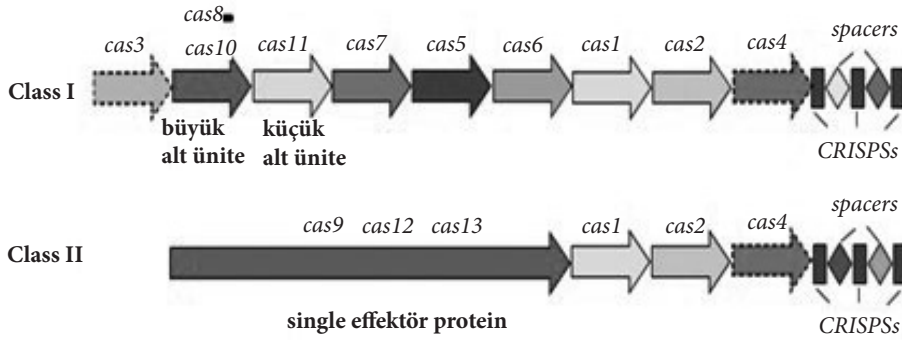 cas8
cas3 cas10 cas11 cas7 cas5 cas6 cas1 cas2 cas4 spacers
Class I
büyük alt ünite
küçük alt ünite
CRISPSs
cas9 cas12 cas13 cas1 cas2 cas4 spacers
Class II
single effektör protein
CRISPSs